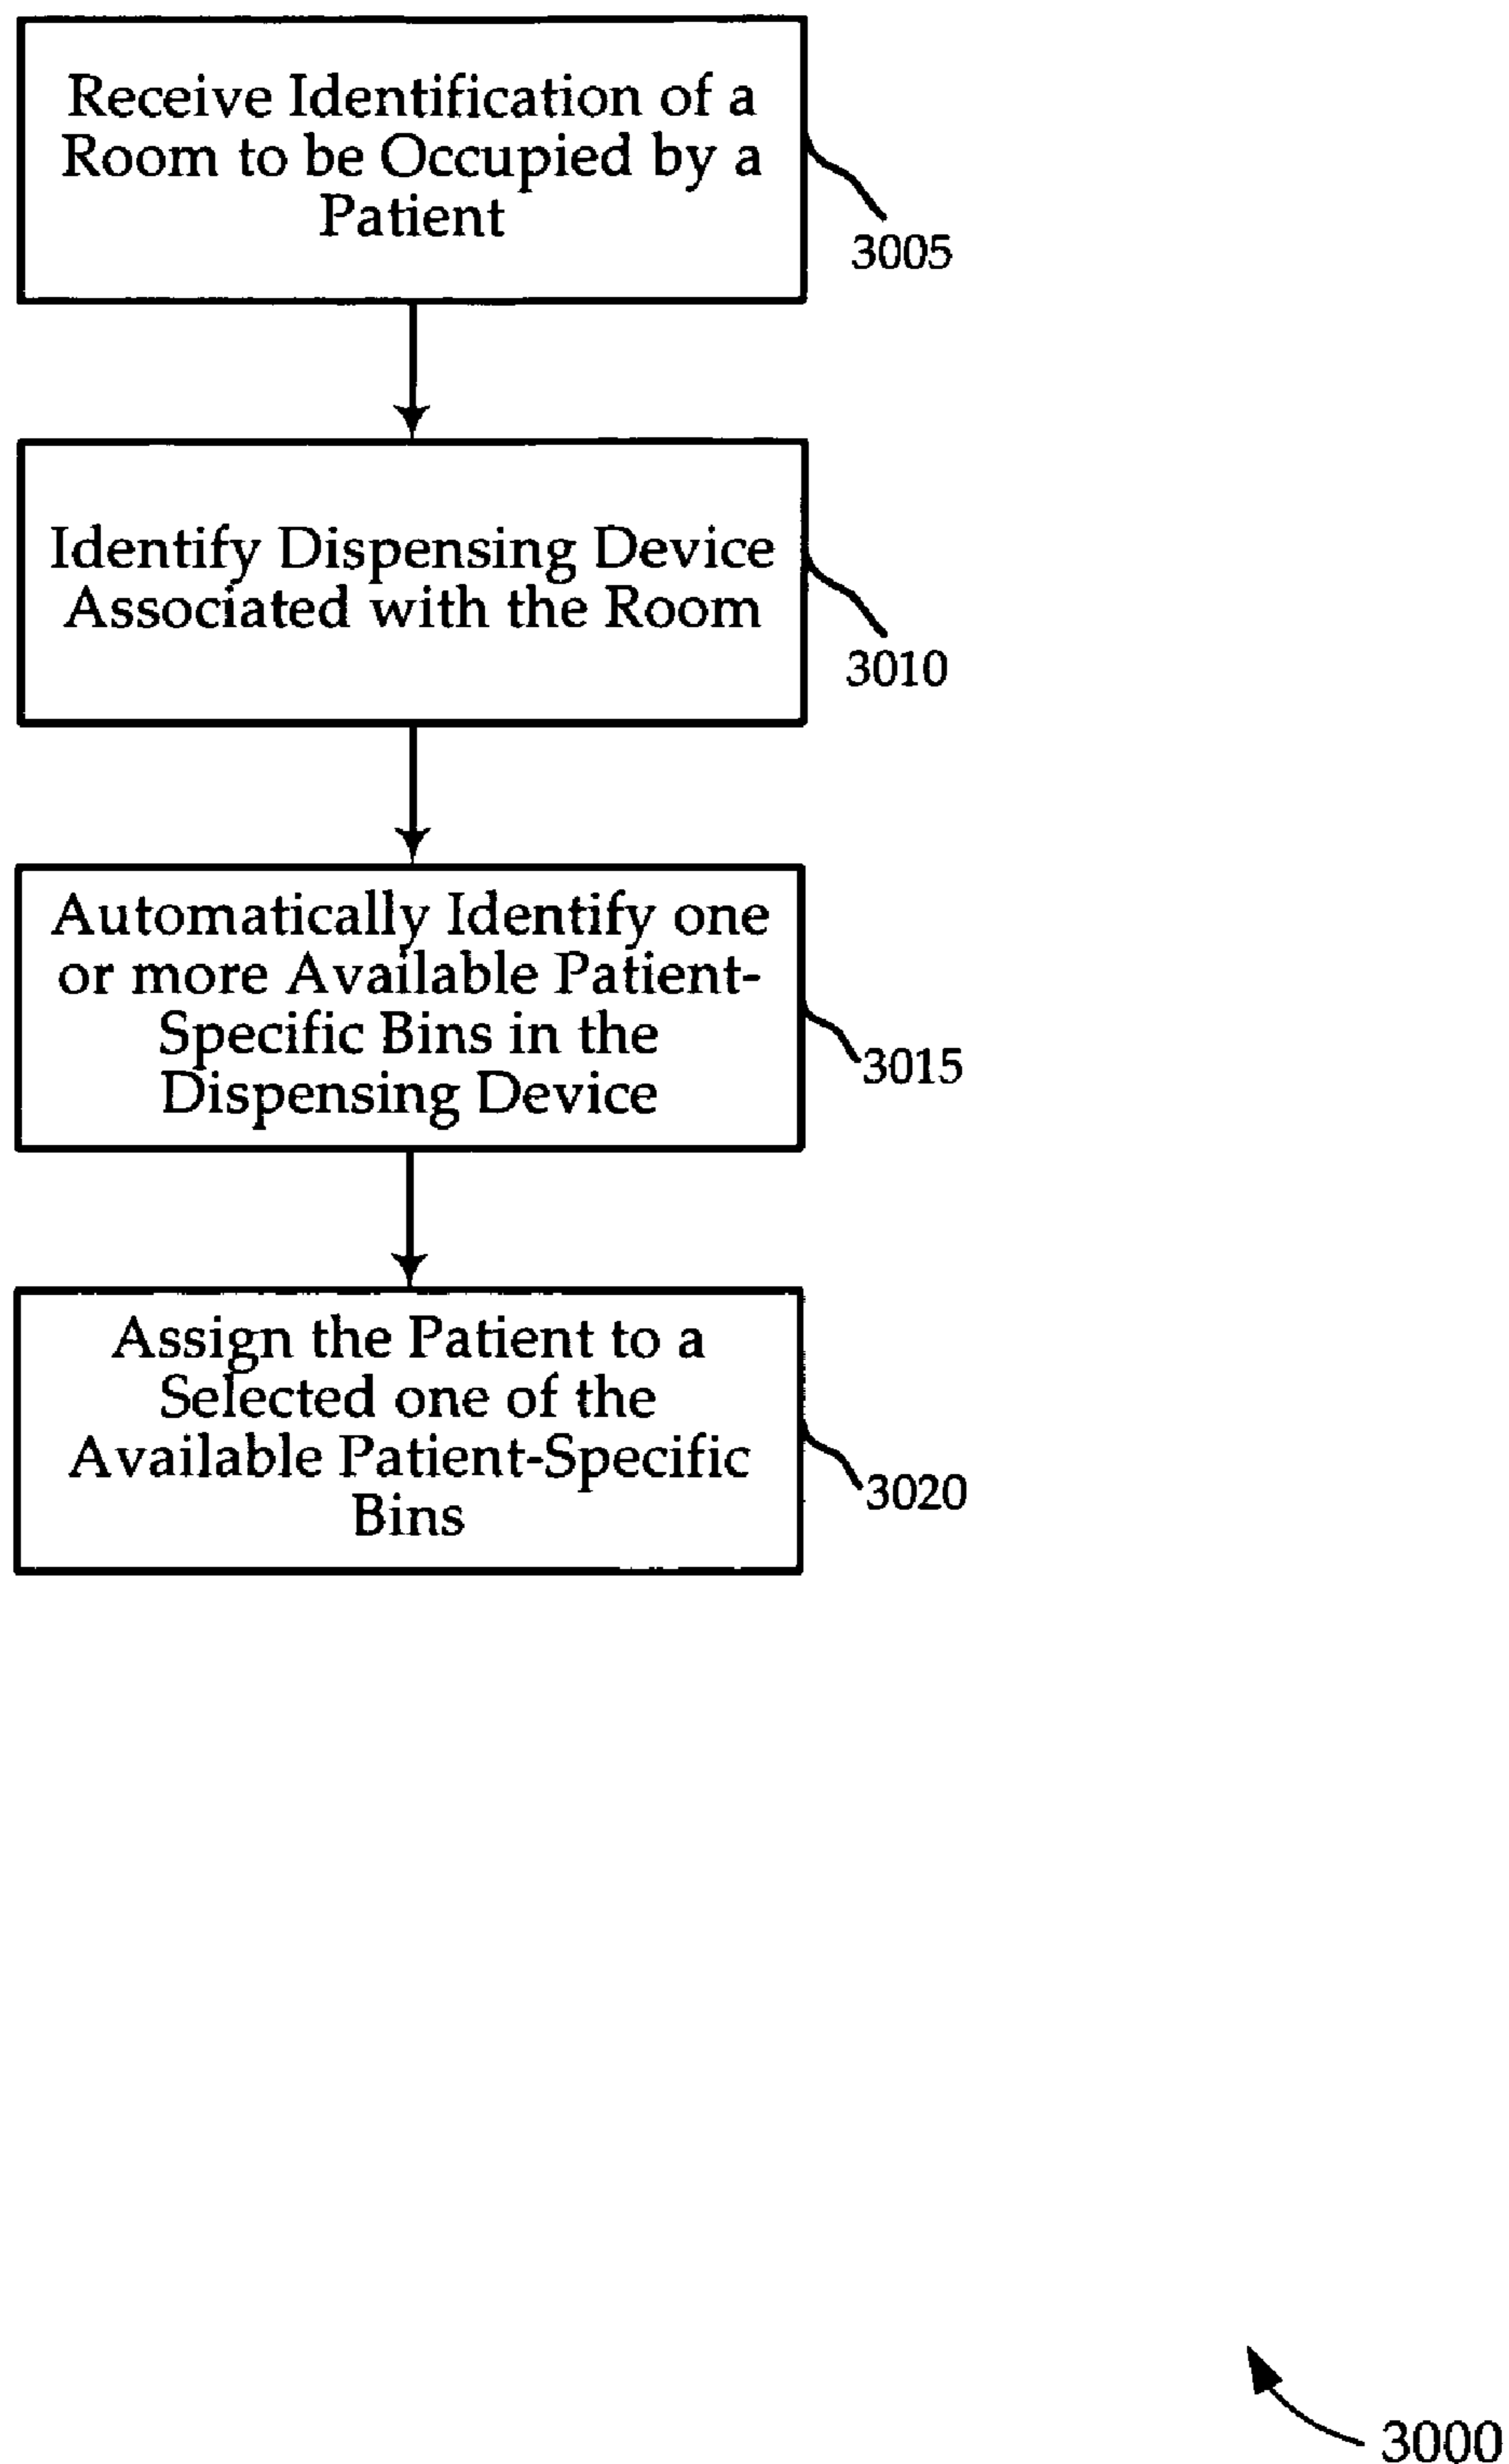 Receive Identification of a
Room to be Occupied by a
Patient
3005
Identify Dispensing Device
Associated with the Room
3010
Automatically Identify one
or more Available Patient-
Specific Bins in the
Dispensing Device
3015
Assign the Patient to a
Selected one of the
Available Patient-Specific
Bins
3020
3000